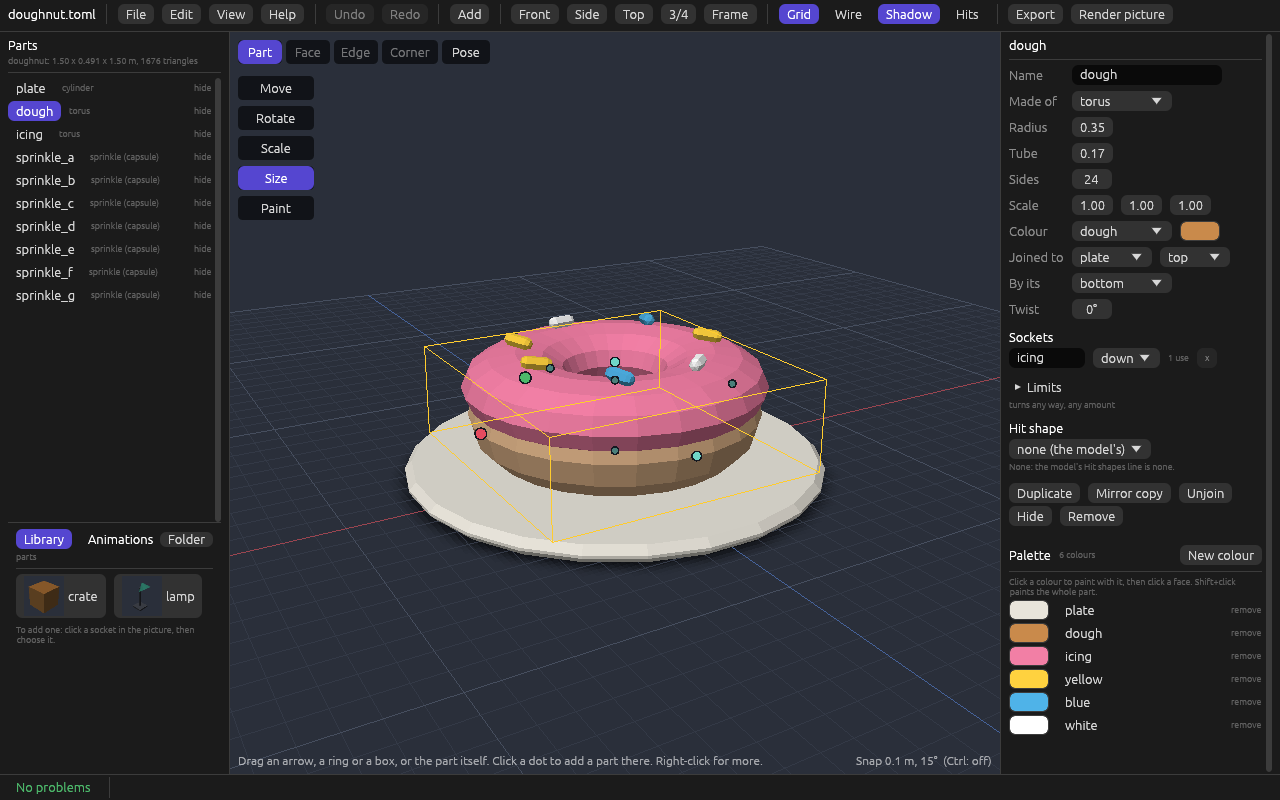 doughnut.toml File Edit View Help Undo Redo Add Front Side Top 3/4 Frame Grid Wire Shadow Hits Export Render picture
Parts
doughnut: 1.50 x 0.491 x 1.50 m, 1676 triangles
plate cylinder hide
dough torus hide
icing torus hide
sprinkle_a sprinkle (capsule) hide
sprinkle_b sprinkle (capsule) hide
sprinkle_c sprinkle (capsule) hide
sprinkle_d sprinkle (capsule) hide
sprinkle_e sprinkle (capsule) hide
sprinkle_f sprinkle (capsule) hide
sprinkle_g sprinkle (capsule) hide
Library Animations Folder
parts
crate lamp
To add one: click a socket in the picture, then
choose it.
Part Face Edge Corner Pose
Move
Rotate
Scale
Size
Paint
Drag an arrow, a ring or a box, or the part itself. Click a dot to add a part there. Right-click for more. Snap 0.1 m, 15° (Ctrl: off)
dough
Name dough
Made of torus
Radius 0.35
Tube 0.17
Sides 24
Scale 1.00 1.00 1.00
Colour dough
Joined to plate top
By its bottom
Twist 0°
Sockets
icing down 1 use x
Limits
turns any way, any amount
Hit shape
none (the model's)
None: the model's Hit shapes line is none.
Duplicate Mirror copy Unjoin
Hide Remove
Palette 6 colours New colour
Click a colour to paint with it, then click a face. Shift+click
paints the whole part.
plate remove
dough remove
icing remove
yellow remove
blue remove
white remove
No problems